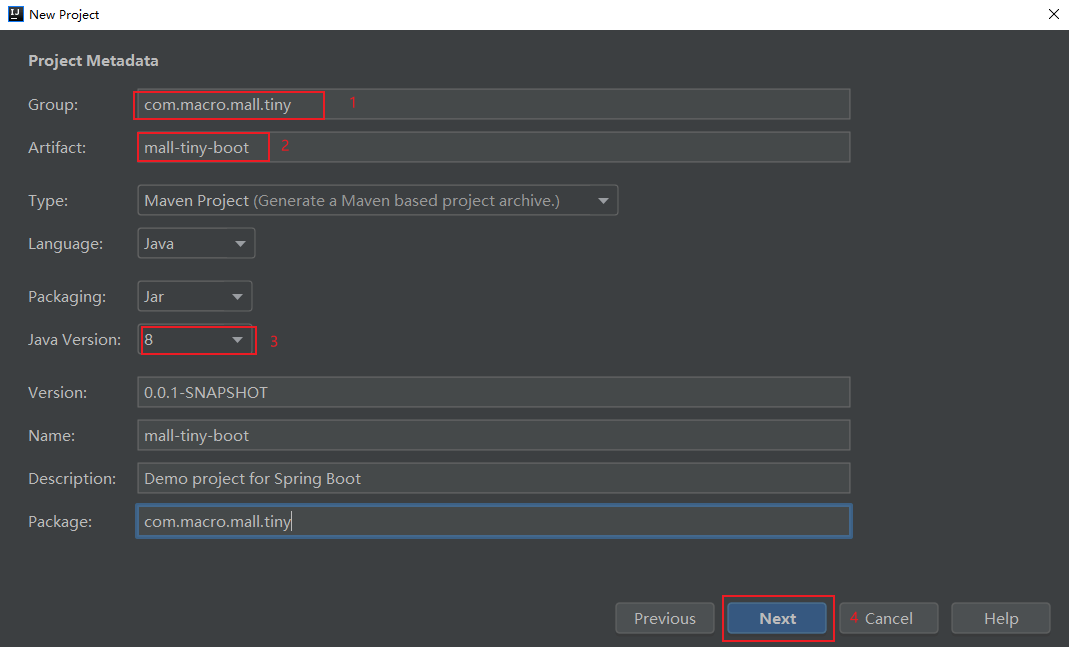 New Project
Project Metadata
Group: com.macro.mall.tiny 1
Artifact: mall-tiny-boot 2
Type: Maven Project (Generate a Maven based project archive.)
Language: Java
Packaging: Jar
Java Version: 8 3
Version: 0.0.1-SNAPSHOT
Name: mall-tiny-boot
Description: Demo project for Spring Boot
Package: com.macro.mall.tiny
Previous Next 4 Cancel Help